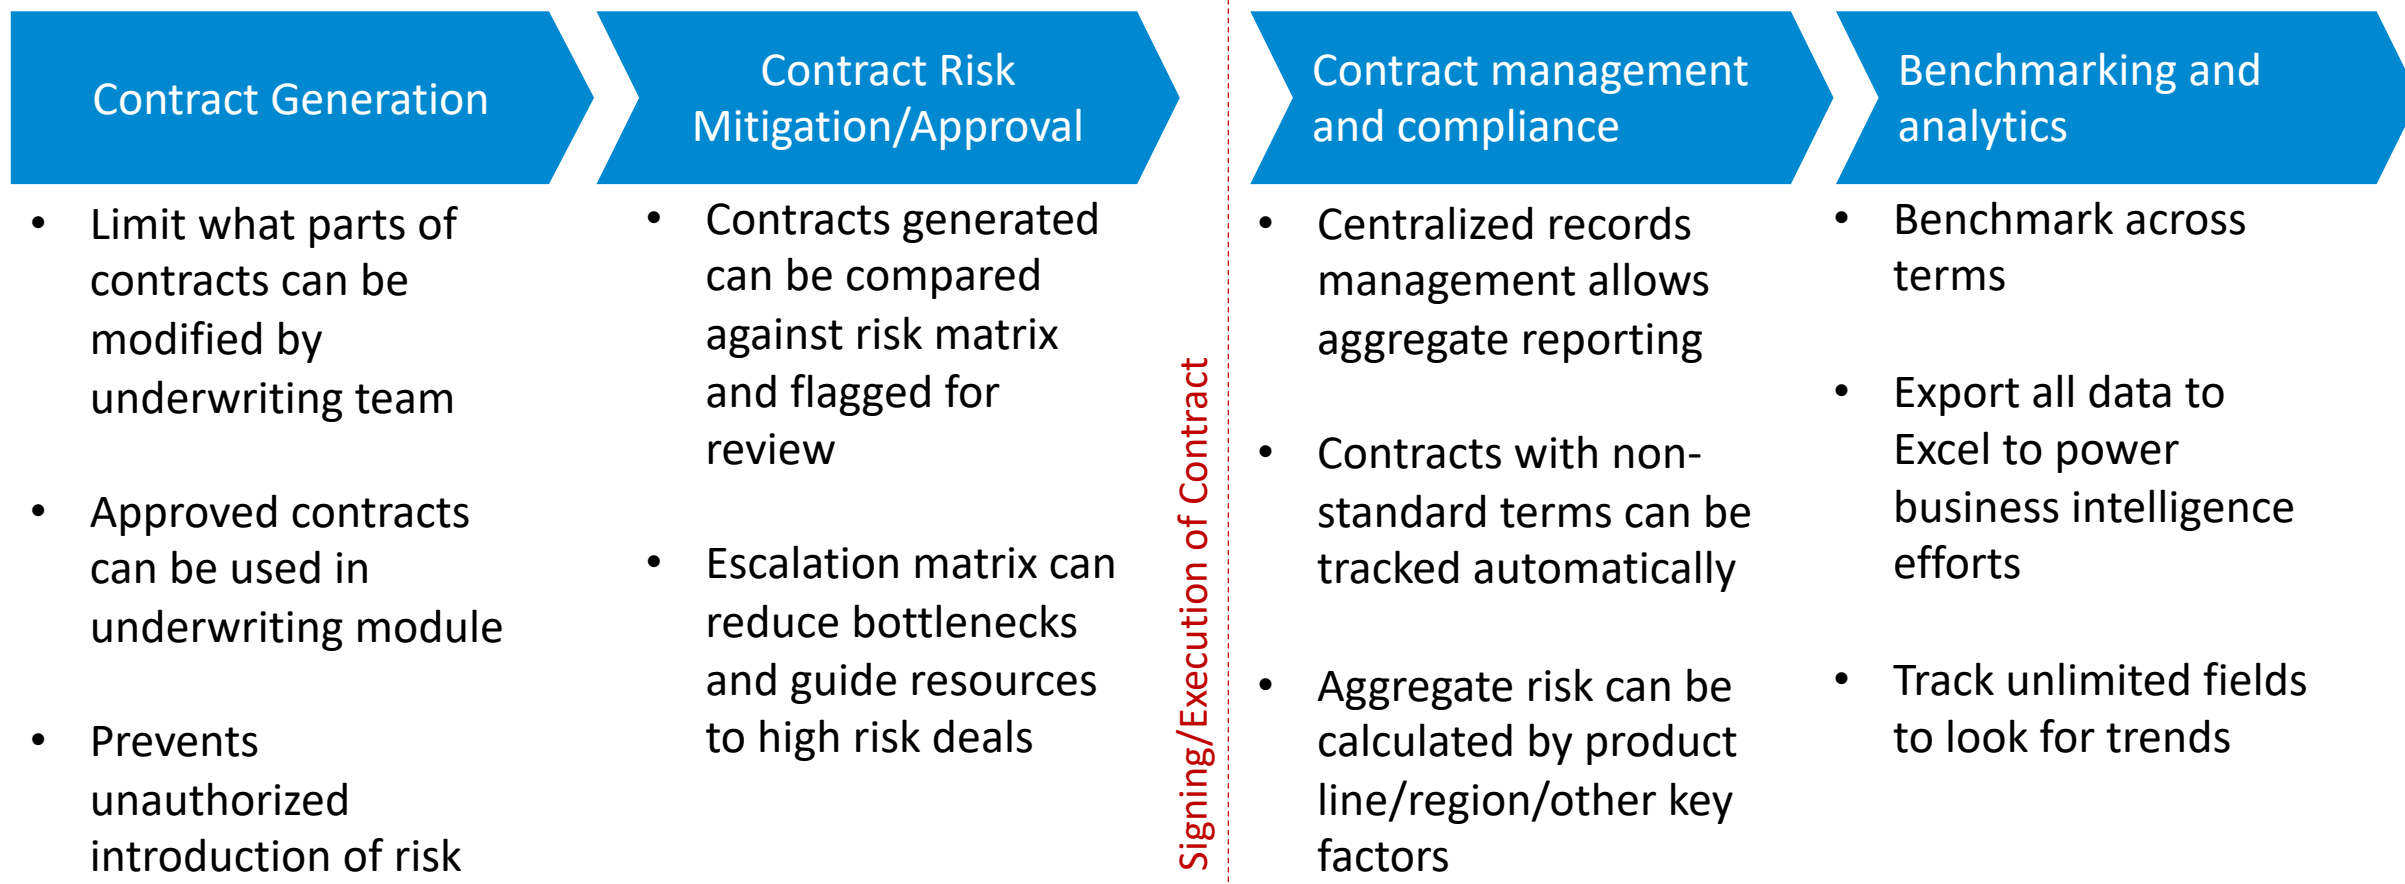 Contract Generation
Contract Risk
Mitigation/Approval
Contract management
and compliance
Benchmarking and
analytics
• Limit what parts of
contracts can be
modified by
underwriting team
• Approved contracts
can be used in
underwriting module
• Prevents
unauthorized
introduction of risk
• Contracts generated
can be compared
against risk matrix
and flagged for
review
• Escalation matrix can
reduce bottlenecks
and guide resources
to high risk deals
Signing/Execution of Contract
• Centralized records
management allows
aggregate reporting
• Contracts with non-
standard terms can be
tracked automatically
• Aggregate risk can be
calculated by product
line/region/other key
factors
• Benchmark across
terms
• Export all data to
Excel to power
business intelligence
efforts
• Track unlimited fields
to look for trends